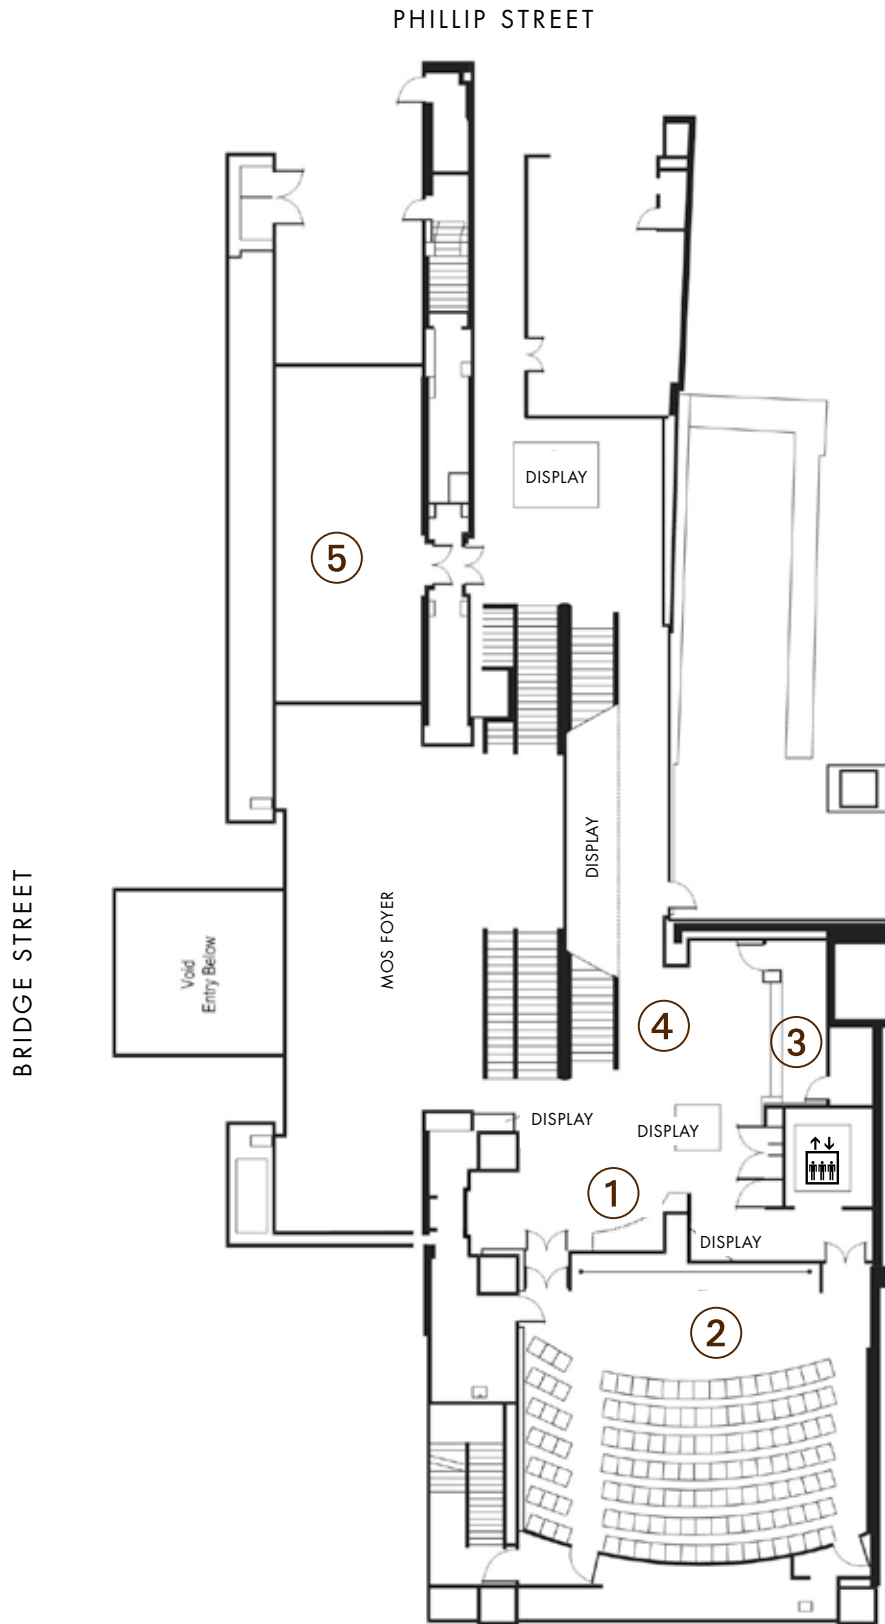 PHILLIP STREET
DISPLAY
5
DISPLAY
BRIDGE STREET
MOS FOYER
Void
Entry Below
4
3
DISPLAY
DISPLAY
1
DISPLAY
2